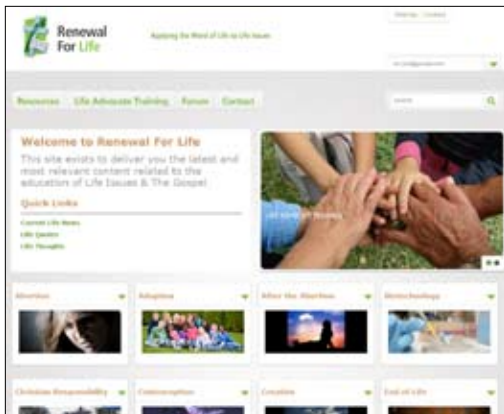 Renewal
For Life
Applying the Word of Life to Life Issues
Resources Life Advocate Training Forum Contact
Welcome to Renewal For Life
This site exists to deliver you the latest and
most relevant content related to the
education of Life Issues & The Gospel
Quick Links
Current Life News
Life Quotes
Life Thoughts
Abortion Adoption After the Abortion Biotechnology
Christian Responsibility Contraception Creation End of Life